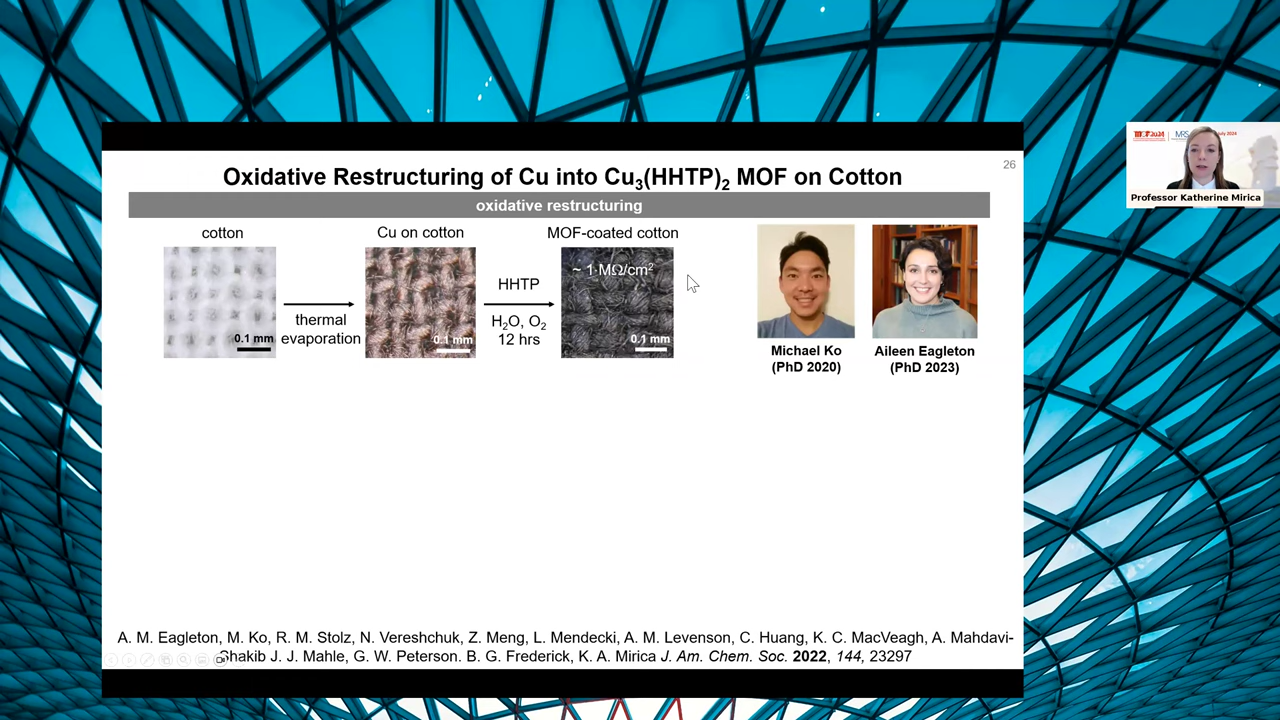 26
Oxidative Restructuring of Cu into Cu₃(HHTP)₂ MOF on Cotton
oxidative restructuring
cotton
Cu on cotton
MOF-coated cotton
thermal
evaporation
HHTP
H₂O, O₂
12 hrs
~ 1·MΩ/cm²
0.1 mm
0.1 mm
0.1 mm
Michael Ko
(PhD 2020)
Aileen Eagleton
(PhD 2023)
A. M. Eagleton, M. Ko, R. M. Stolz, N. Vereshchuk, Z. Meng, L. Mendecki, A. M. Levenson, C. Huang, K. C. MacVeagh, A. Mahdavi-
Shakib J. J. Mahle, G. W. Peterson. B. G. Frederick, K. A. Mirica J. Am. Chem. Soc. 2022, 144, 23297
MRS
July 2024
Professor Katherine Mirica